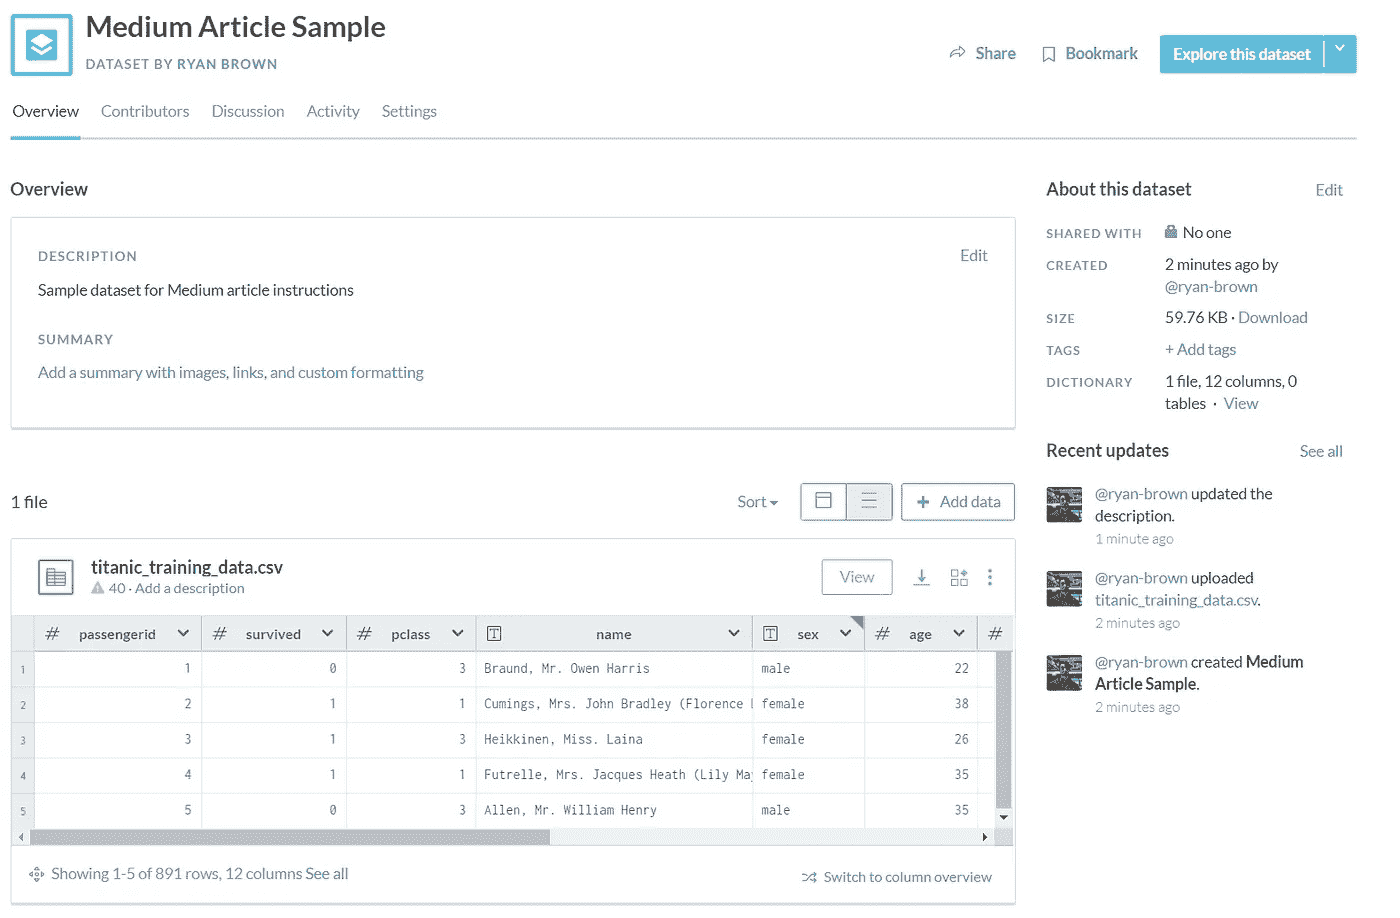 Medium Article Sample
DATASET BY RYAN BROWN
Share
Bookmark
Explore this dataset
Overview
Contributors
Discussion
Activity
Settings
Overview
DESCRIPTION
Edit
Sample dataset for Medium article instructions
SUMMARY
Add a summary with images, links, and custom formatting
1 file
Sort
+ Add data
titanic_training_data.csv
40 · Add a description
View
# passengerid # survived # pclass T name T sex # age #
1 1 0 3 Braund, Mr. Owen Harris male 22
2 2 1 1 Cumings, Mrs. John Bradley (Florence female 38
3 3 1 3 Heikkinen, Miss. Laina female 26
4 4 1 1 Futrelle, Mrs. Jacques Heath (Lily female 35
5 5 0 3 Allen, Mr. William Henry male 35
Showing 1-5 of 891 rows, 12 columns See all
Switch to column overview
About this dataset
Edit
SHARED WITH No one
CREATED 2 minutes ago by
@ryan-brown
SIZE 59.76 KB · Download
TAGS + Add tags
DICTIONARY 1 file, 12 columns, 0
tables · View
Recent updates
See all
@ryan-brown updated the
description.
1 minute ago
@ryan-brown uploaded
titanic_training_data.csv.
2 minutes ago
@ryan-brown created Medium
Article Sample.
2 minutes ago